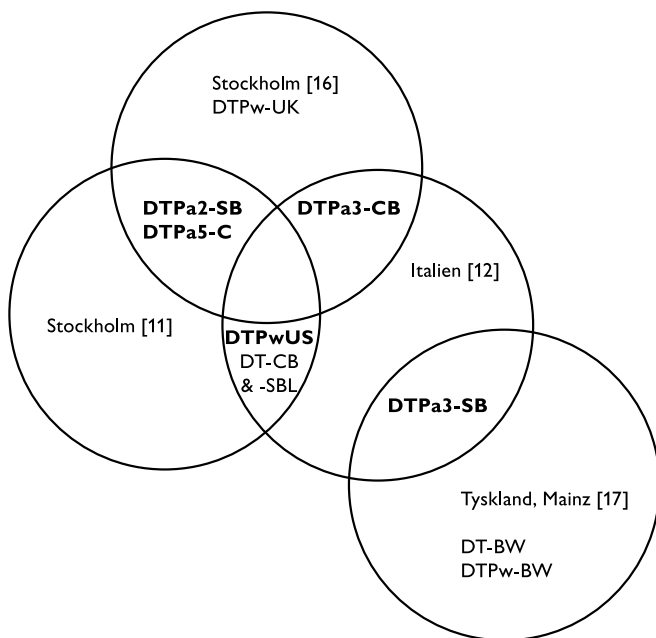 Stockholm [16]
DTPw-UK
DTPa2-SB
DTPa5-C
DTPa3-CB
Italien [12]
Stockholm [11]
DTPwUS
DT-CB
& -SBL
DTPa3-SB
Tyskland, Mainz [17]
DT-BW
DTPw-BW